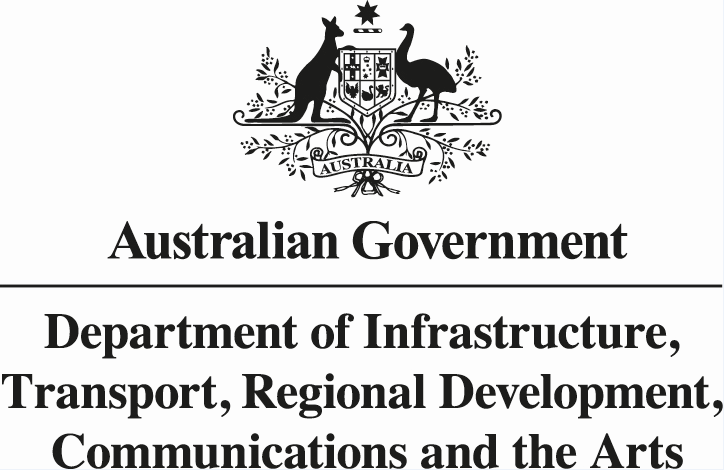 AUSTRALIA
Australian Government
Department of Infrastructure,
Transport, Regional Development,
Communications and the Arts